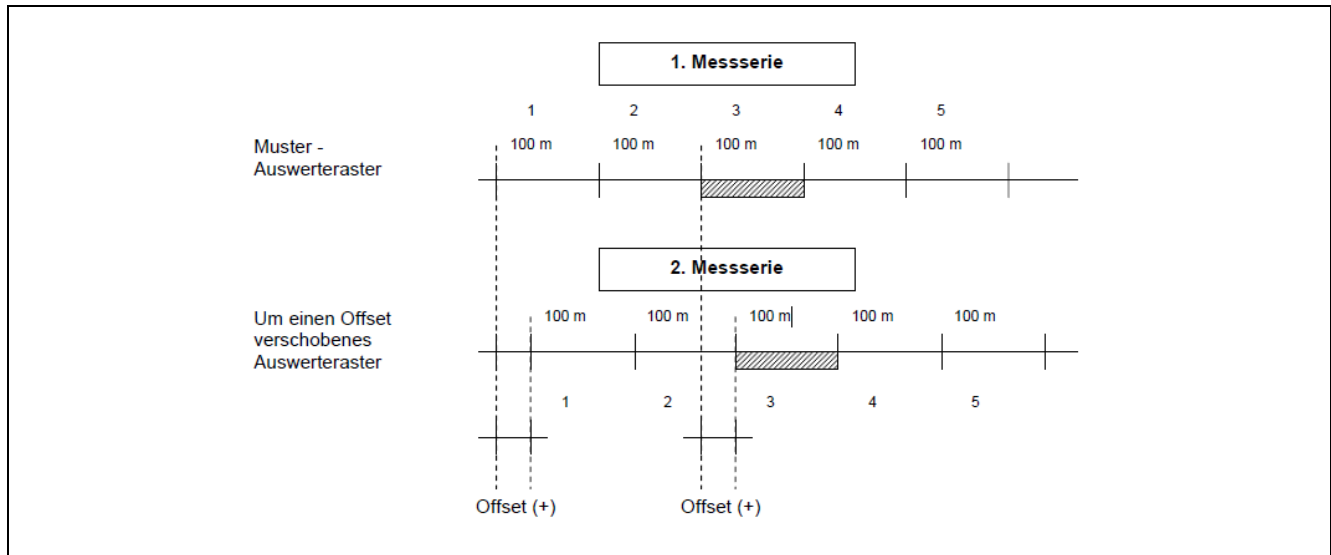 1. Messserie
1 2 3 4 5
Muster -
Auswerteraster
100 m 100 m 100 m 100 m 100 m
2. Messserie
Um einen Offset
verschobenes
Auswerteraster
100 m 100 m 100 m 100 m 100 m
1 2 3 4 5
Offset (+) Offset (+)